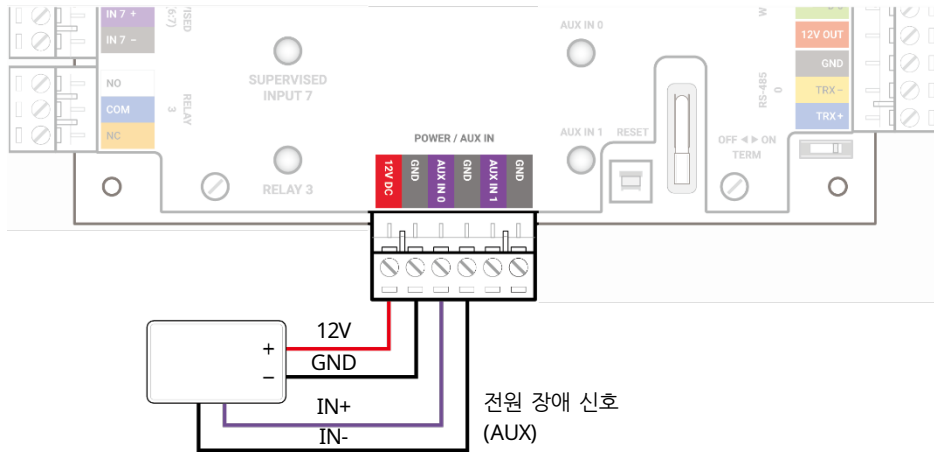 IN 7 +
IN 7 −
(6:7)
VISED
NO
COM
NC
RELAY
3
SUPERVISED
INPUT 7
RELAY 3
POWER / AUX IN
12V DC
GND
AUX IN 0
GND
AUX IN 1
GND
AUX IN 0
AUX IN 1
RESET
OFF ◄ ► ON
TERM
W
12V OUT
GND
TRX −
TRX +
RS-485
0
12V
+
GND
−
IN+
IN-
전원 장애 신호
(AUX)